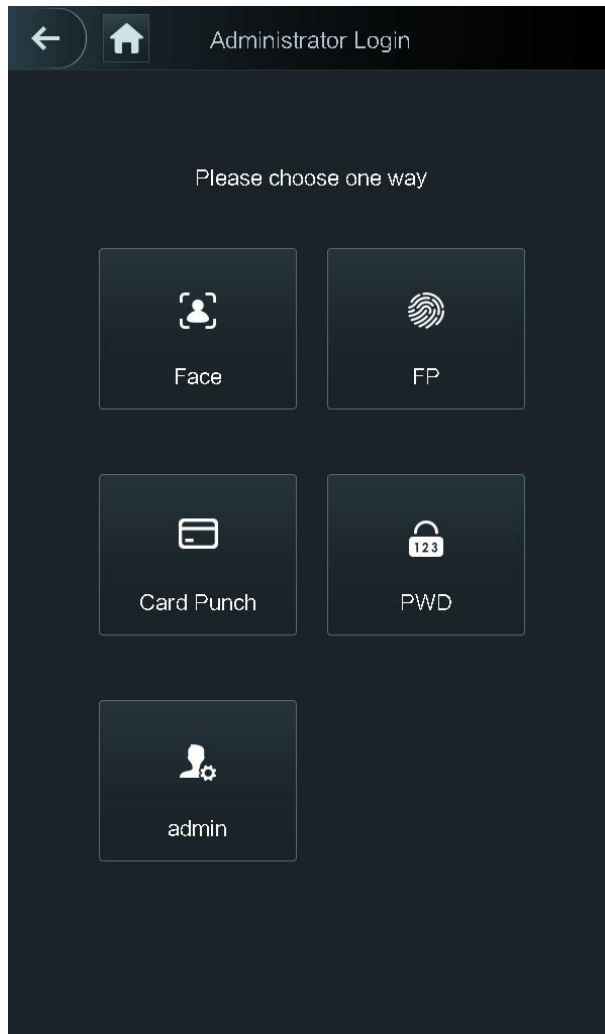 Administrator Login
Please choose one way
Face
FP
Card Punch
123
PWD
admin